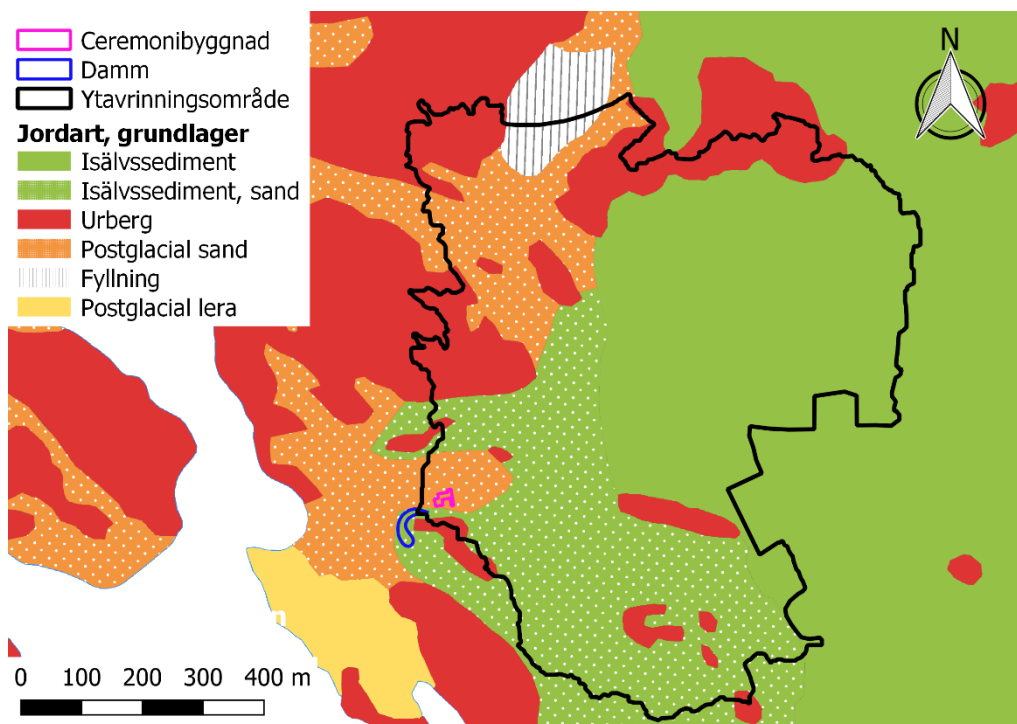 Ceremonibyggnad
Damm
Ytavrinningsområde
Jordart, grundlager
Isälvssediment
Isälvssediment, sand
Urberg
Postglacial sand
Fyllning
Postglacial lera
N
n
0 100 200 300 400 m